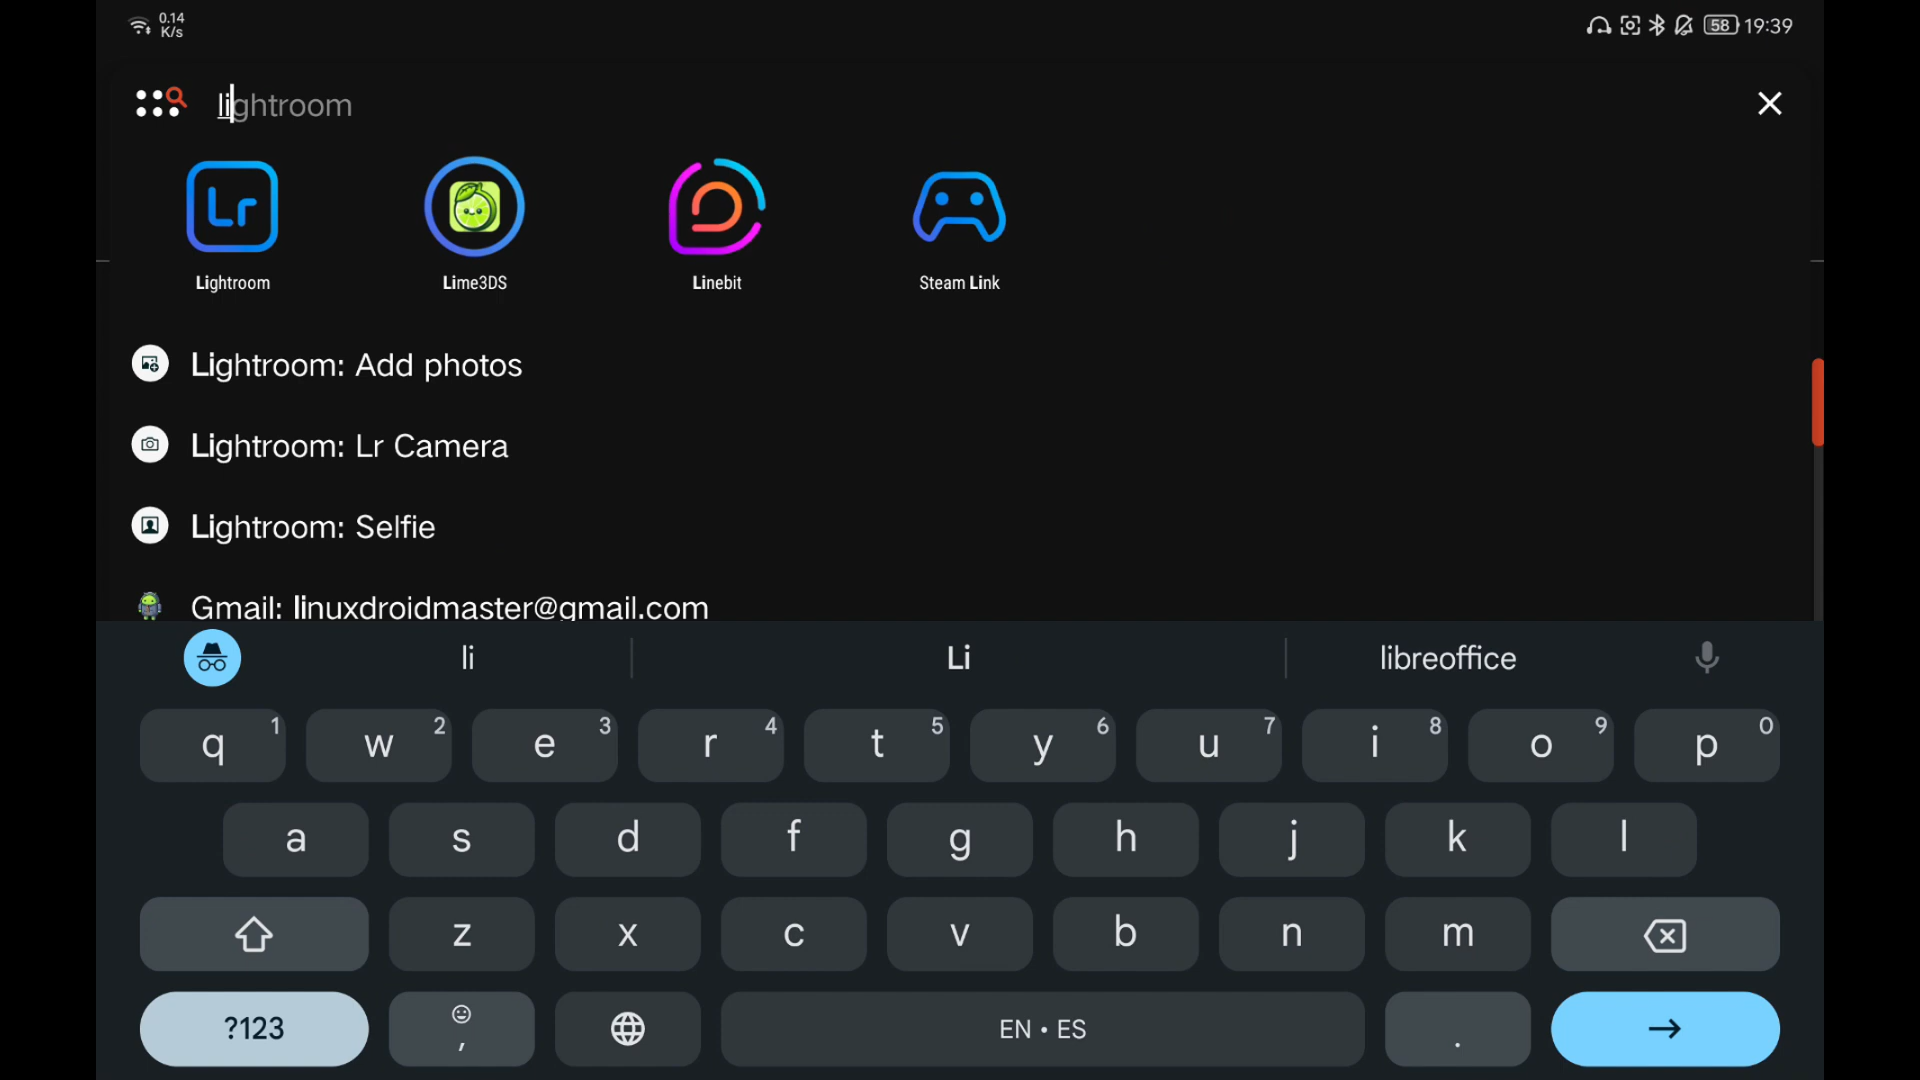 0.14
K/s
58 19:39
lightroom
Lr
Lightroom
Lime3DS
Linebit
Steam Link
Lightroom: Add photos
Lightroom: Lr Camera
Lightroom: Selfie
Gmail: linuxdroidmaster@gmail.com
li
Li
libreoffice
q 1 w 2 e 3 r 4 t 5 y 6 u 7 i 8 o 9 p 0
a s d f g h j k l
z x c v b n m
?123 , EN • ES .